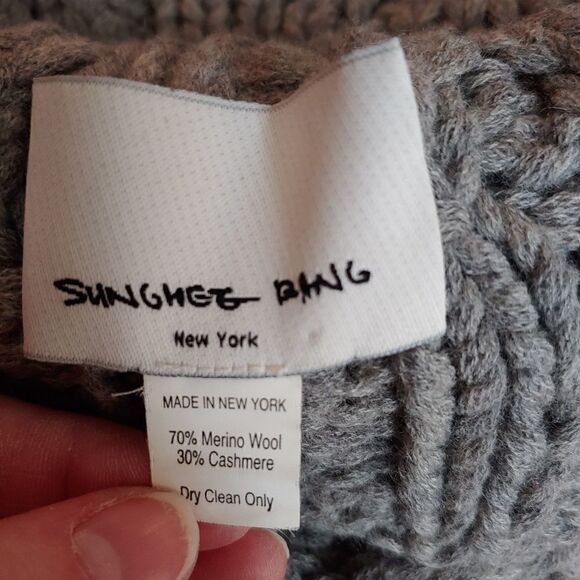 SUNGHEE BANG
New York
MADE IN NEW YORK
70% Merino Wool
30% Cashmere
Dry Clean Only